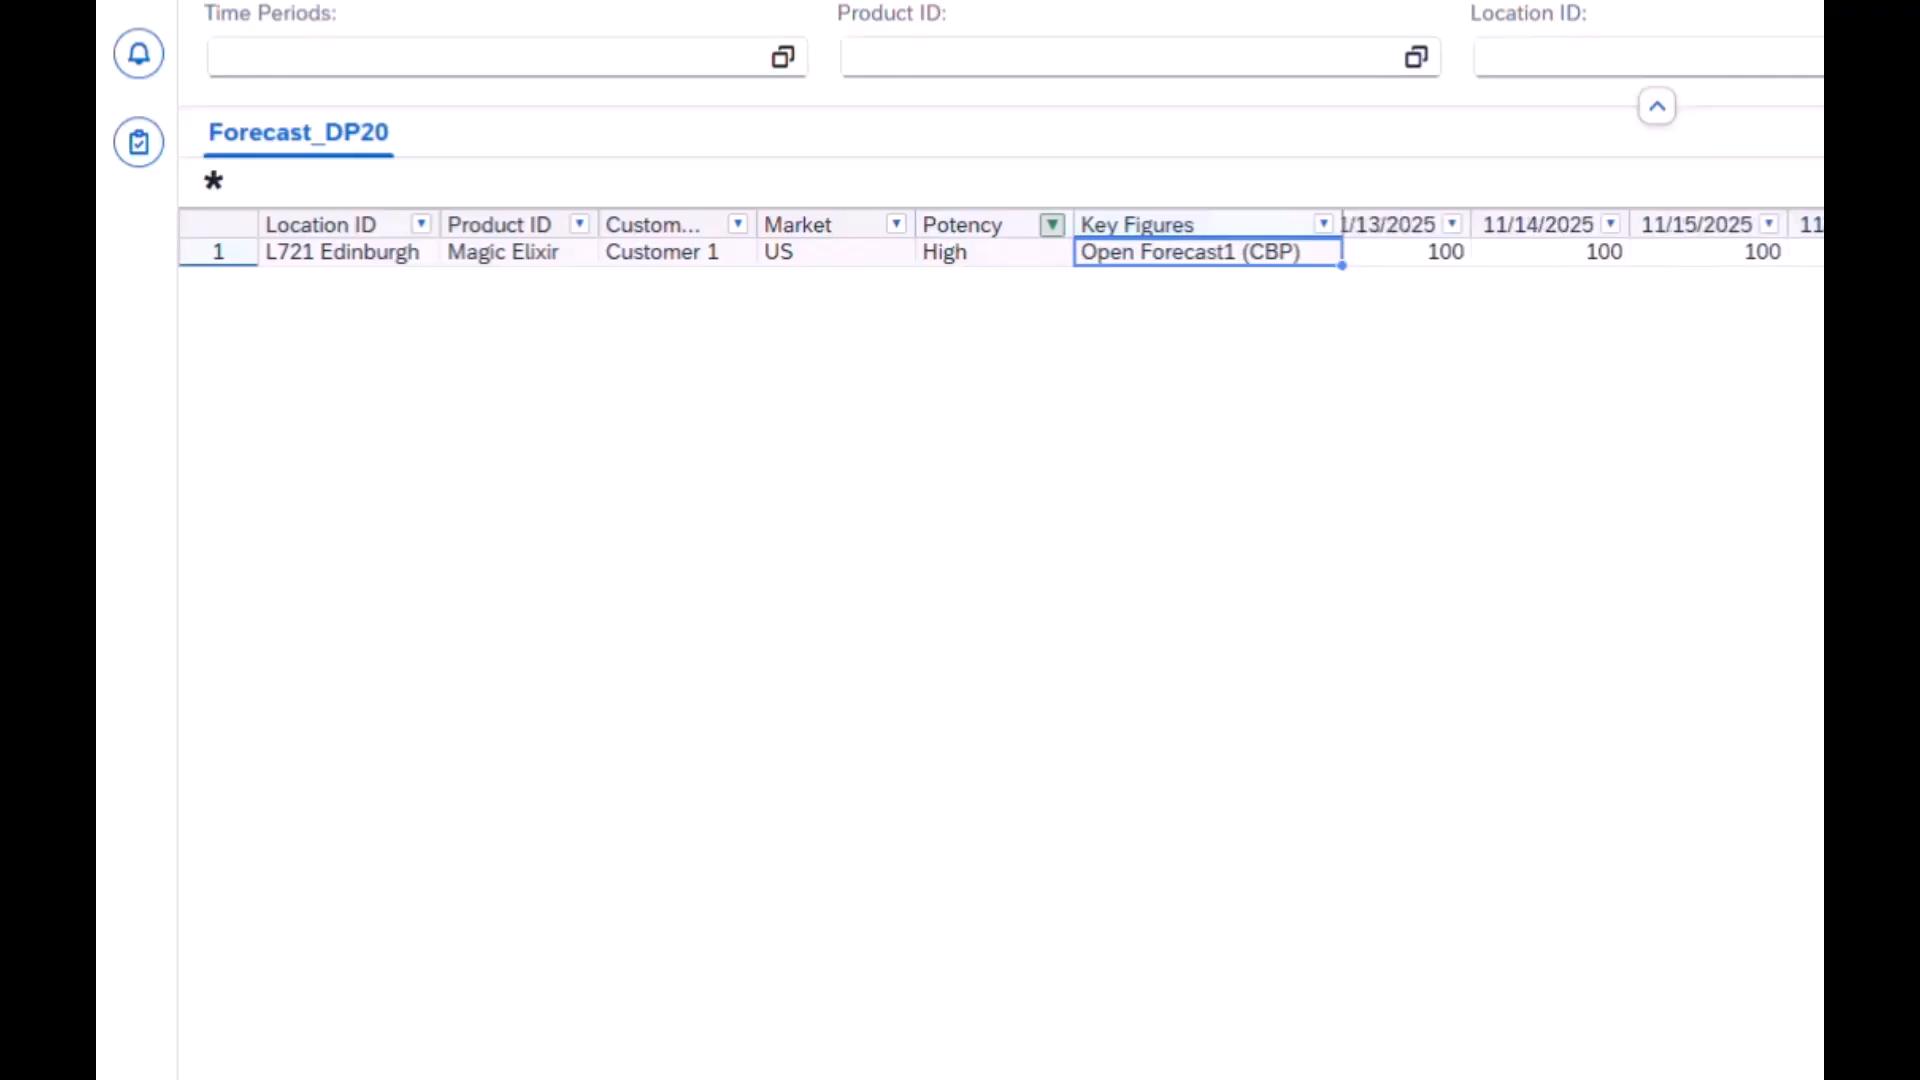 Time Periods: Product ID: Location ID:
Forecast_DP20
*
Location ID Product ID Custom... Market Potency Key Figures 1/13/2025 11/14/2025 11/15/2025 11
1 L721 Edinburgh Magic Elixir Customer 1 US High Open Forecast1 (CBP) 100 100 100